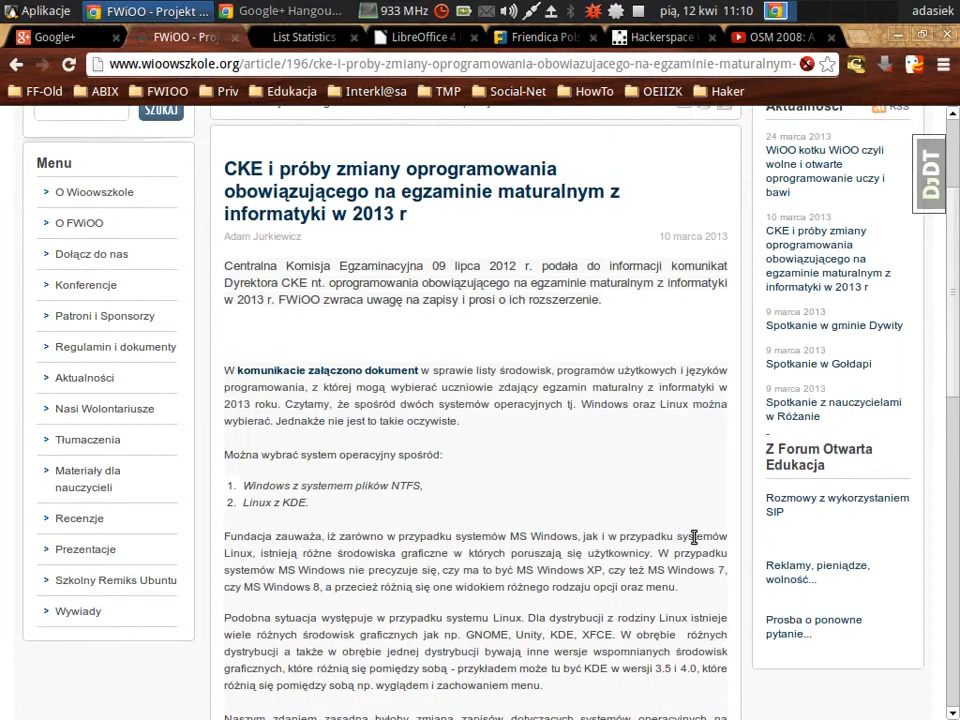 Aplikacje
FWiOO - Projekt ...
Google+ Hangou...
933 MHz
pią, 12 kwi 11:10
adasiek
Google+
FWiOO - Proj
List Statistics
LibreOffice 4
Friendica Pols
Hackerspace
OSM 2008: A
www.wioowszkole.org/article/196/cke-i-proby-zmiany-oprogramowania-obowiazujacego-na-egzaminie-maturalnym-
FF-Old
ABIX
FWIOO
Priv
Edukacja
Interkl@sa
TMP
Social-Net
HowTo
OEIIZK
Haker
SZUKAJ
Menu
O Wioowszkole
O FWiOO
Dołącz do nas
Konferencje
Patroni i Sponsorzy
Regulamin i dokumenty
Aktualności
Nasi Wolontariusze
Tłumaczenia
Materiały dla
nauczycieli
Recenzje
Prezentacje
Szkolny Remiks Ubuntu
Wywiady
CKE i próby zmiany oprogramowania
obowiązującego na egzaminie maturalnym z
informatyki w 2013 r
Adam Jurkiewicz
10 marca 2013
Centralna Komisja Egzaminacyjna 09 lipca 2012 r. podała do informacji komunikat
Dyrektora CKE nt. oprogramowania obowiązującego na egzaminie maturalnym z informatyki
w 2013 r. FWiOO zwraca uwagę na zapisy i prosi o ich rozszerzenie.
W komunikacie załączono dokument w sprawie listy środowisk, programów użytkowych i języków
programowania, z której mogą wybierać uczniowie zdający egzamin maturalny z informatyki w
2013 roku. Czytamy, że spośród dwóch systemów operacyjnych tj. Windows oraz Linux można
wybierać. Jednakże nie jest to takie oczywiste.
Można wybrać system operacyjny spośród:
1. Windows z systemem plików NTFS,
2. Linux z KDE.
Fundacja zauważa, iż zarówno w przypadku systemów MS Windows, jak i w przypadku systemów
Linux, istnieją różne środowiska graficzne w których poruszają się użytkownicy. W przypadku
systemów MS Windows nie precyzuje się, czy ma to być MS Windows XP, czy też MS Windows 7,
czy MS Windows 8, a przecież różnią się one widokiem różnego rodzaju opcji oraz menu.
Podobna sytuacja występuje w przypadku systemu Linux. Dla dystrybucji z rodziny Linux istnieje
wiele różnych środowisk graficznych jak np. GNOME, Unity, KDE, XFCE. W obrębie różnych
dystrybucji a także w obrębie jednej dystrybucji bywają inne wersje wspomnianych środowisk
graficznych, które różnią się pomiędzy sobą - przykładem może tu być KDE w wersji 3.5 i 4.0, które
różnią się pomiędzy sobą np. wyglądem i zachowaniem menu.
Naszym zdaniem zasadną byłoby zmiana zapisów dotyczących systemów operacyjnych na
Aktualności
RSS
24 marca 2013
WiOO kotku WiOO czyli
wolne i otwarte
oprogramowanie uczy i
bawi
10 marca 2013
CKE i próby zmiany
oprogramowania
obowiązującego na
egzaminie maturalnym z
informatyki w 2013 r
9 marca 2013
Spotkanie w gminie Dywity
9 marca 2013
Spotkanie w Gołdapi
9 marca 2013
Spotkanie z nauczycielami
w Różanie
-
Z Forum Otwarta
Edukacja
Rozmowy z wykorzystaniem
SIP
Reklamy, pieniądze,
wolność...
Prosba o ponowne
pytanie...
DjDT